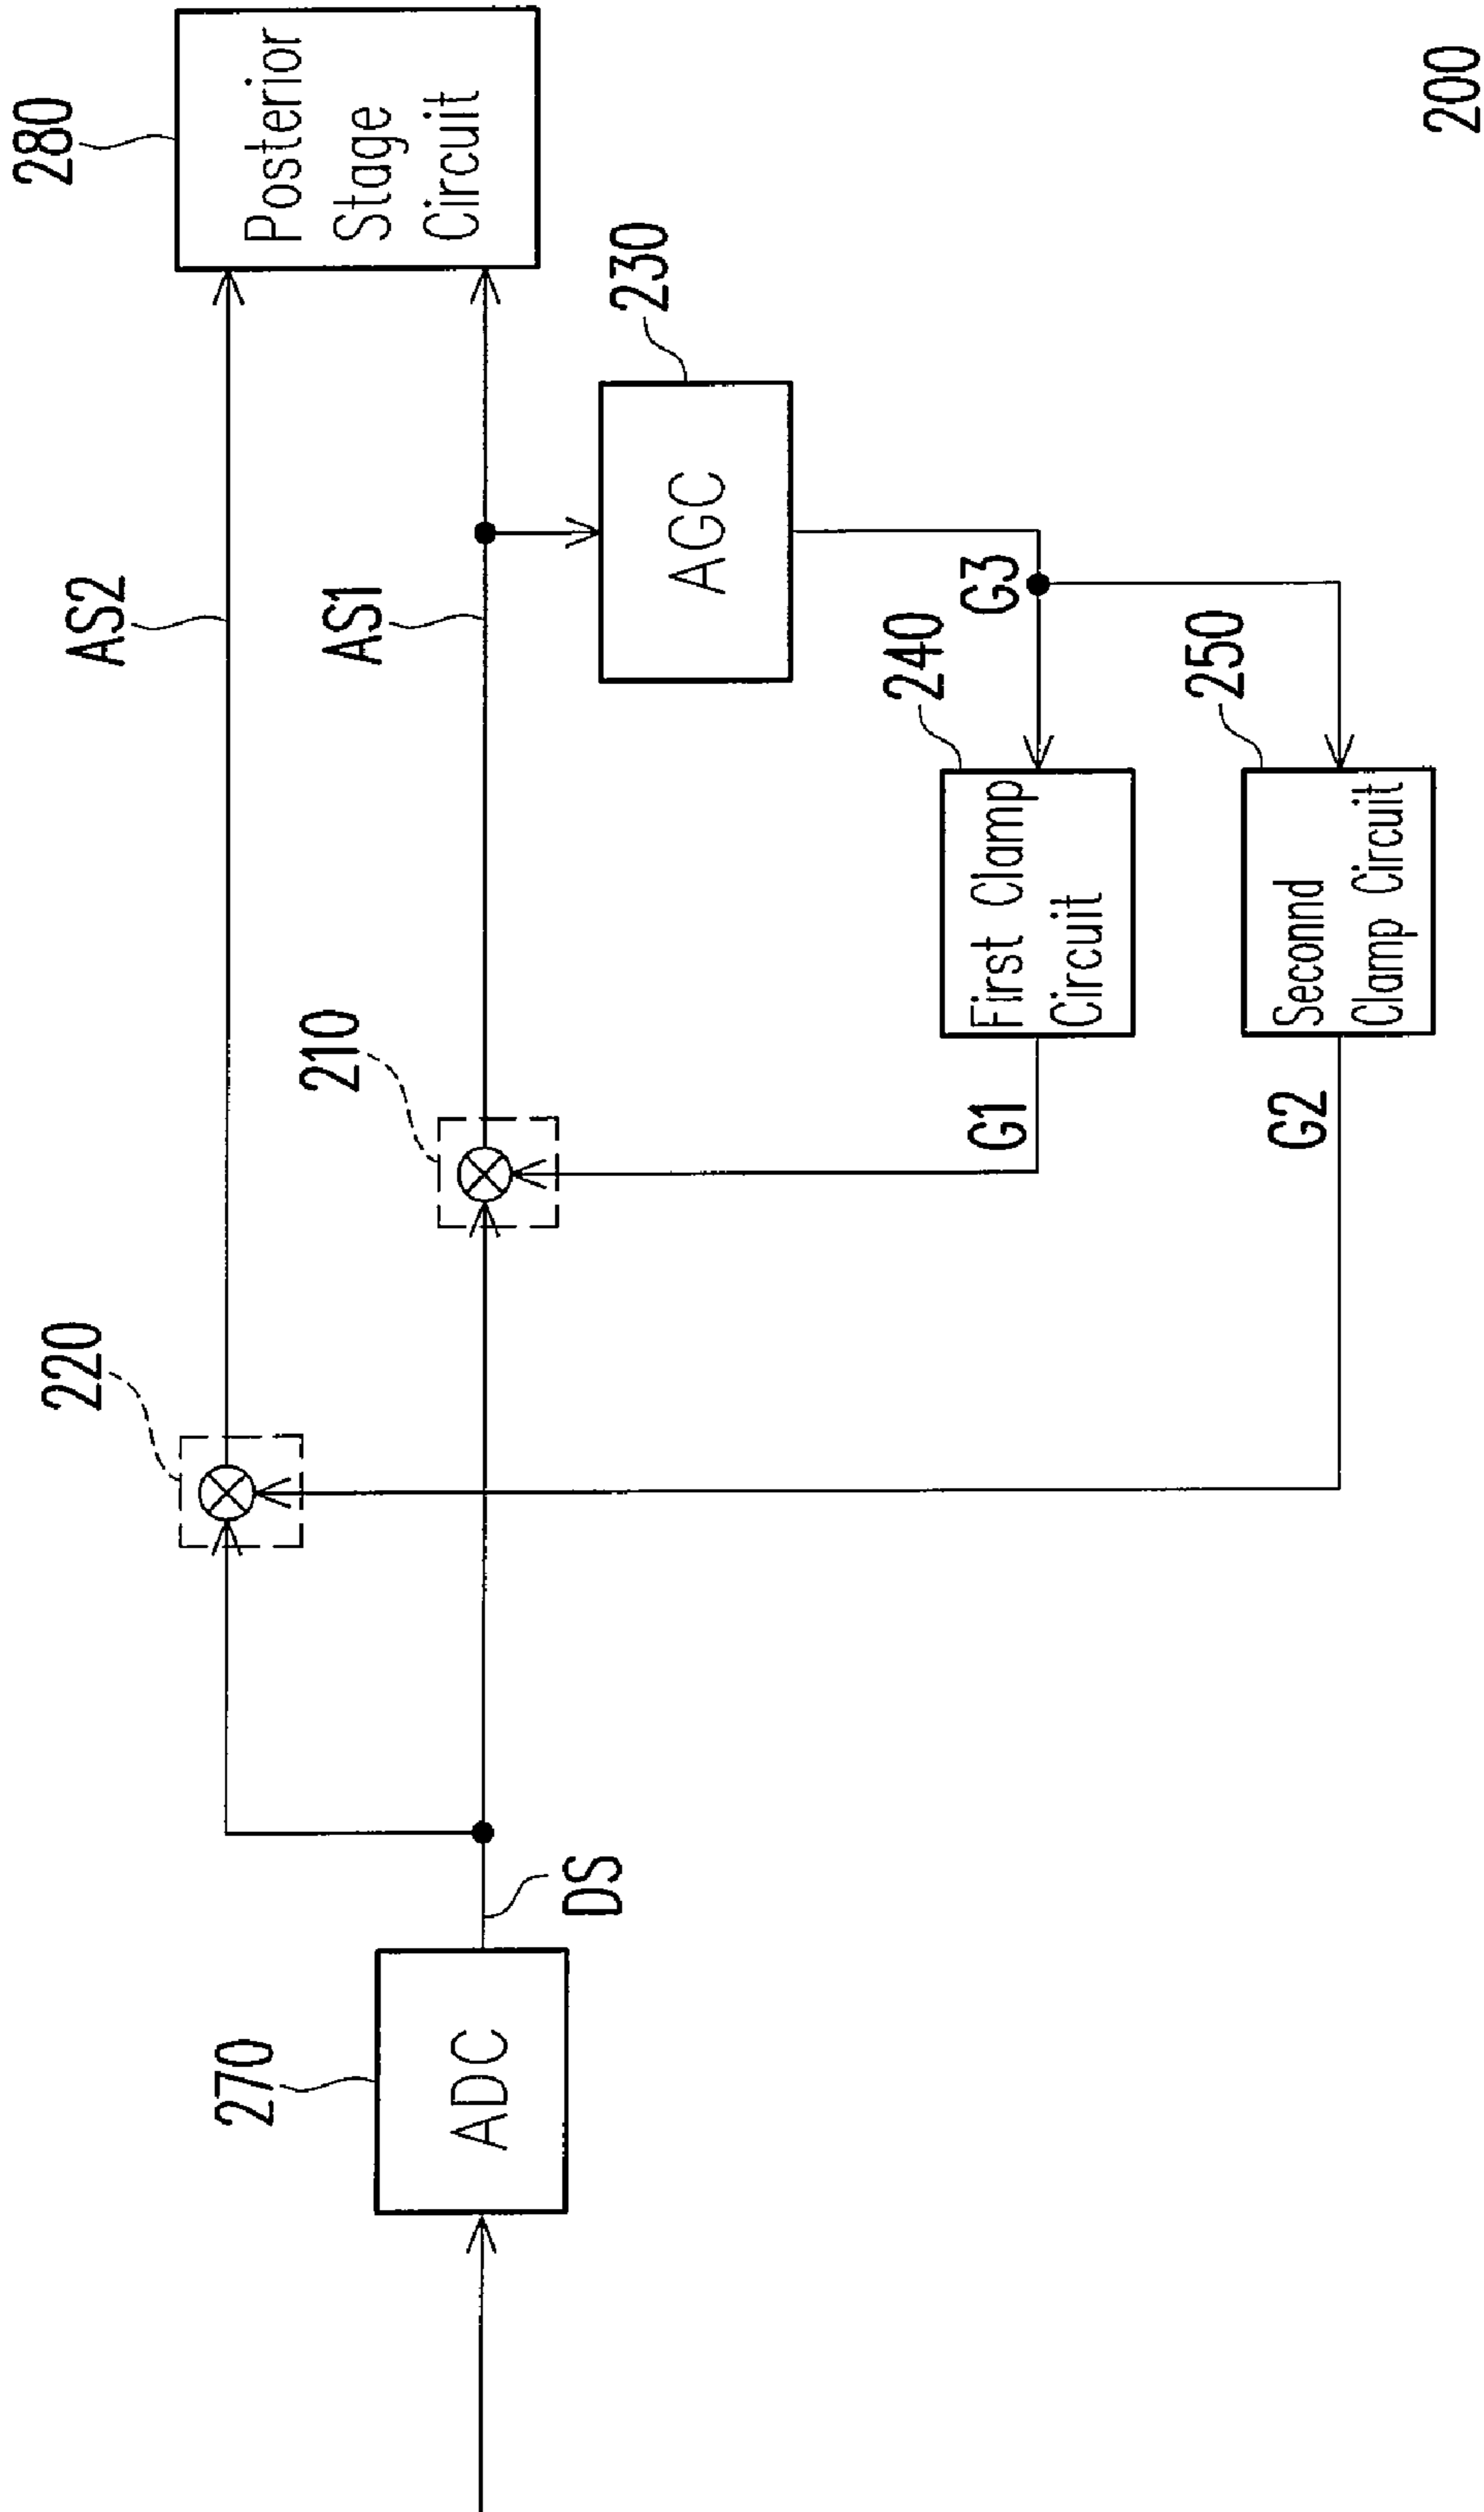 220
AS2
280
Posterior
Stage
Circuit
270
ADC
DS
210
AS1
AGC
230
G1
First Clamp
Circuit
240
G3
G2
Second
Clamp Circuit
250
200